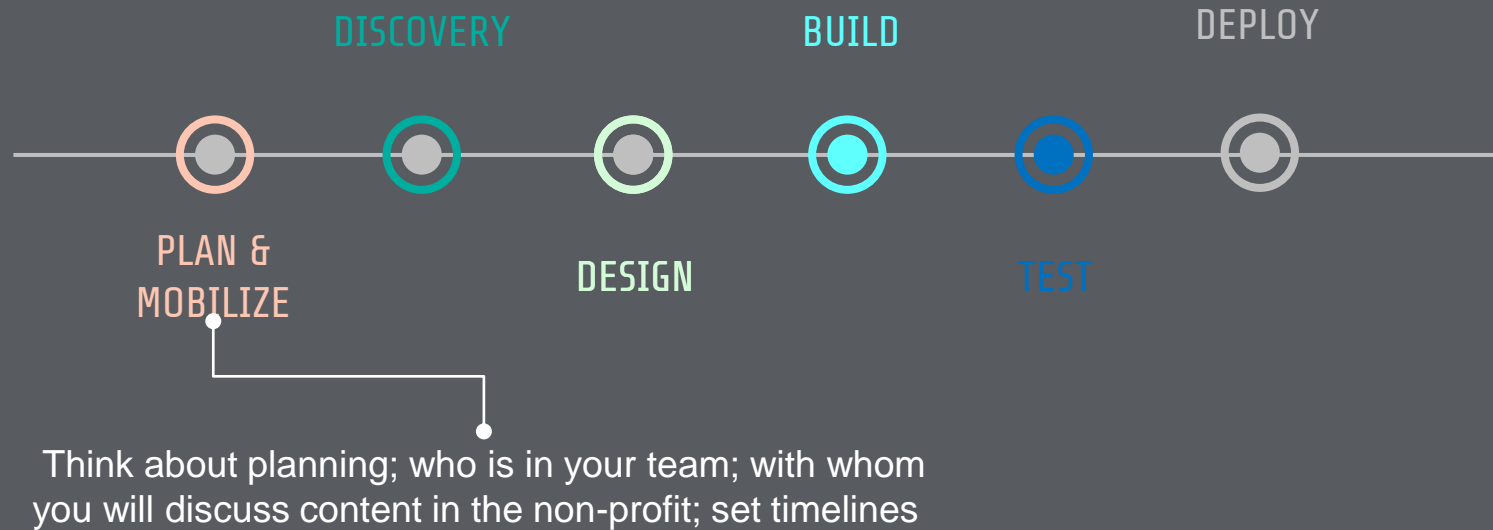 DISCOVERY
BUILD
DEPLOY
PLAN &
MOBILIZE
DESIGN
TEST
Think about planning; who is in your team; with whom
you will discuss content in the non-profit; set timelines